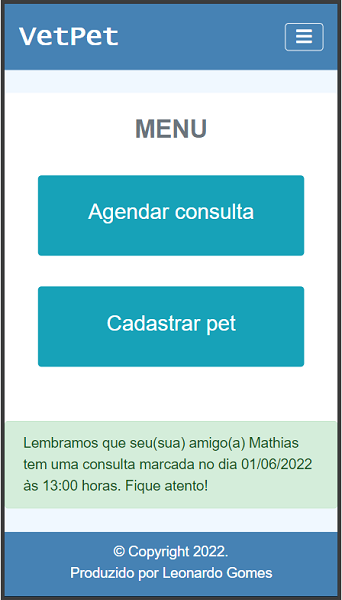 VetPet
MENU
Agendar consulta
Cadastrar pet
Lembramos que seu(sua) amigo(a) Mathias
tem uma consulta marcada no dia 01/06/2022
às 13:00 horas. Fique atento!
© Copyright 2022.
Produzido por Leonardo Gomes